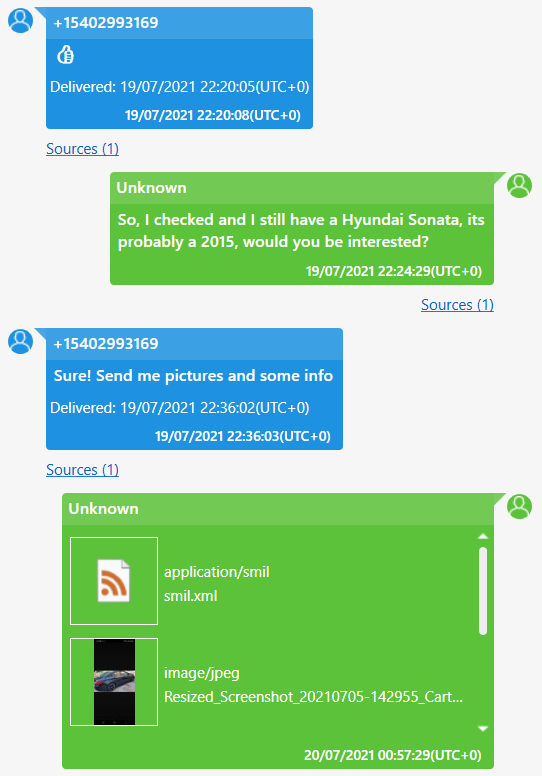 +15402993169
Delivered: 19/07/2021 22:20:05(UTC+0)
19/07/2021 22:20:08(UTC+0)
Sources (1)
Unknown
So, I checked and I still have a Hyundai Sonata, its
probably a 2015, would you be interested?
19/07/2021 22:24:29(UTC+0)
Sources (1)
+15402993169
Sure! Send me pictures and some info
Delivered: 19/07/2021 22:36:02(UTC+0)
19/07/2021 22:36:03(UTC+0)
Sources (1)
Unknown
application/smil
smil.xml
image/jpeg
Resized_Screenshot_20210705-142955_Cart...
20/07/2021 00:57:29(UTC+0)